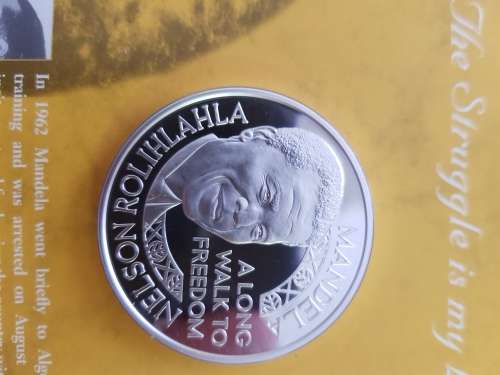 NELSON ROLIHLAHLA
MANDELA
A LONG
WALK TO
FREEDOM
The Struggle is my
In 1962 Mandela went briefly to
training and was arrested on August